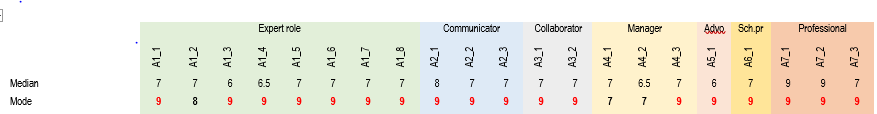 Expert role Communicator Collaborator Manager Advo Sch.pr Professional
A1_1 A1_2 A1_3 A1_4 A1_5 A1_6 A1_7 A1_8 A2_1 A2_2 A2_3 A3_1 A3_2 A4_1 A4_2 A4_3 A5_1 A6_1 A7_1 A7_2 A7_3
Median 7 7 6 6.5 7 7 7 7 8 7 7 7 7 7 6.5 7 6 7 9 9 7
Mode 9 8 9 9 9 9 9 9 9 9 9 9 9 7 7 9 9 9 9 9 9